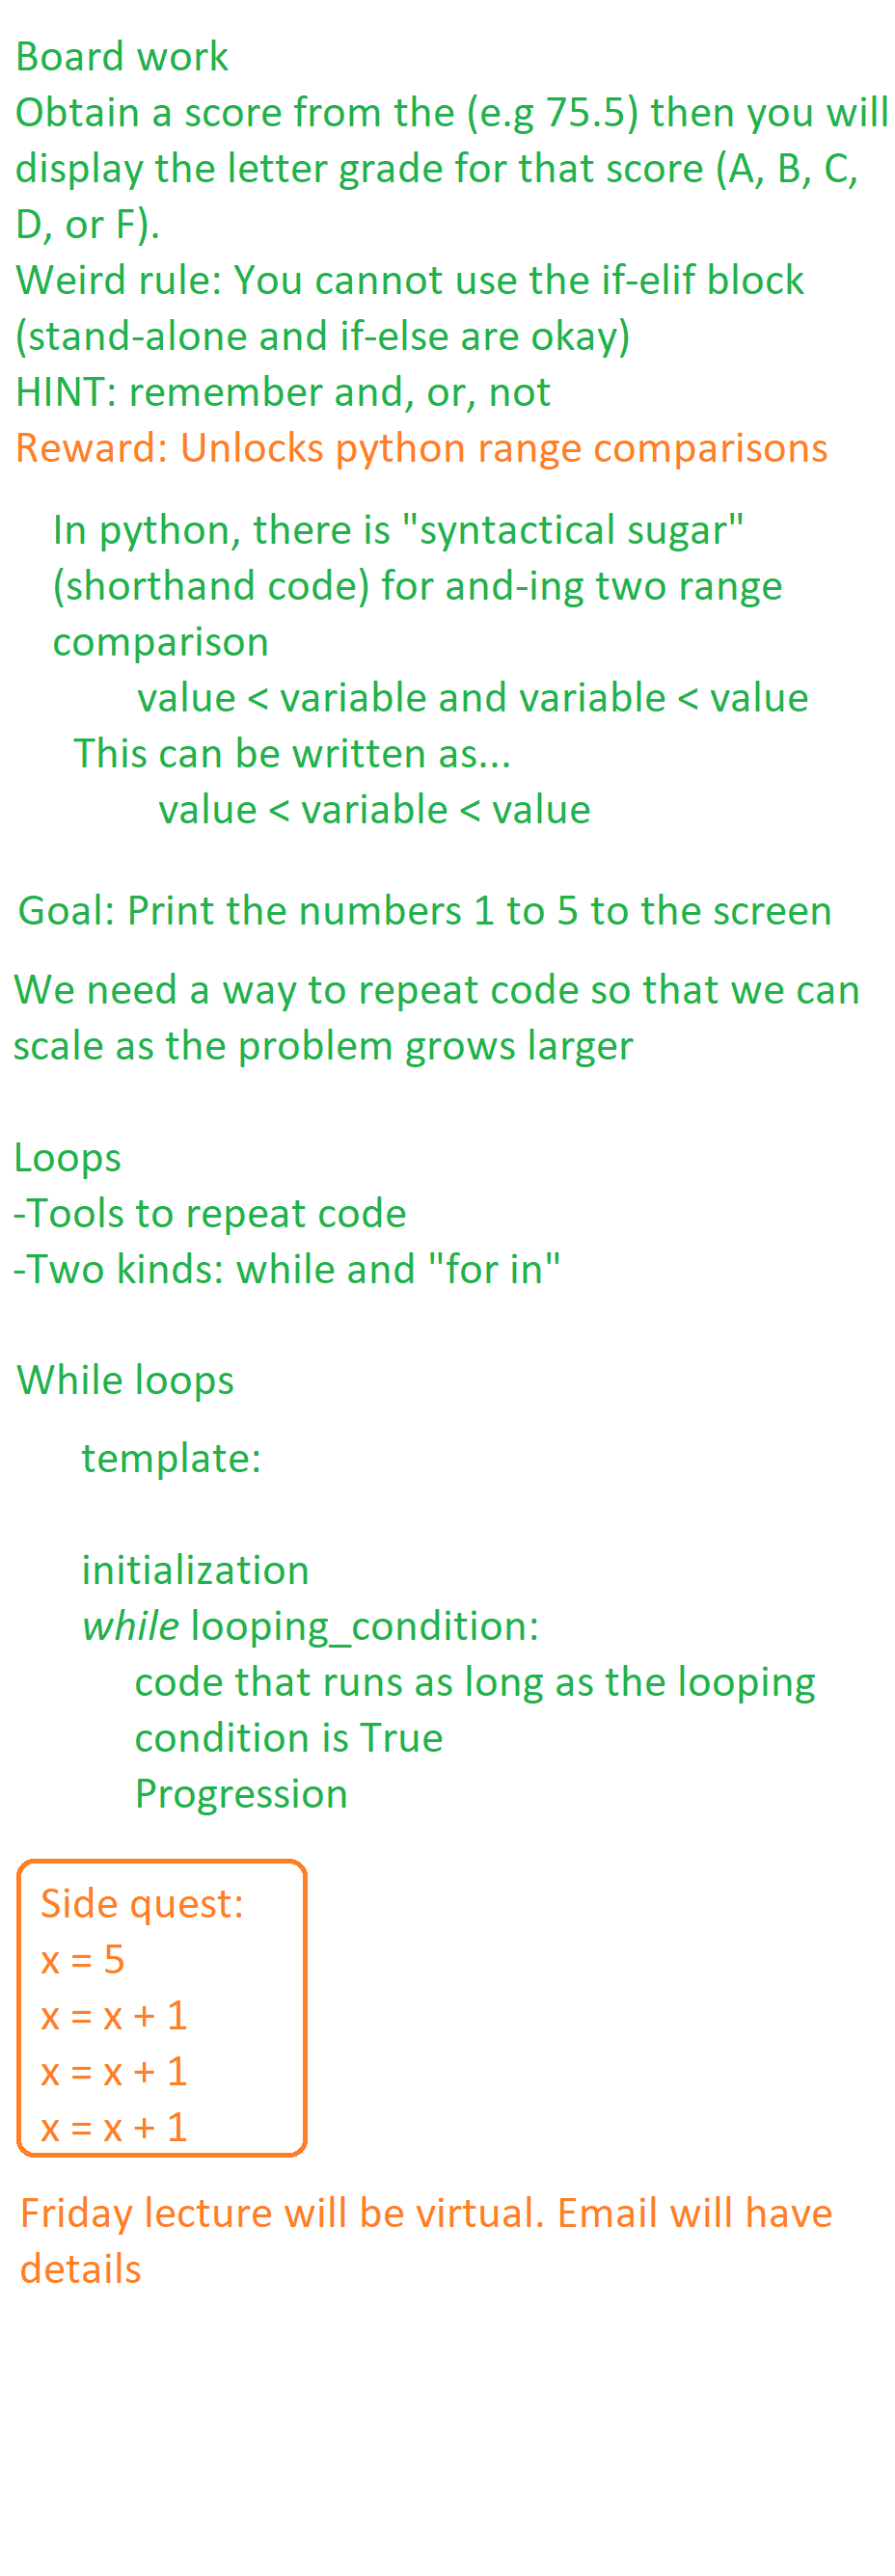 Board work
Obtain a score from the (e.g 75.5) then you will
display the letter grade for that score (A, B, C,
D, or F).
Weird rule: You cannot use the if-elif block
(stand-alone and if-else are okay)
HINT: remember and, or, not
Reward: Unlocks python range comparisons
In python, there is "syntactical sugar"
(shorthand code) for and-ing two range
comparison
value < variable and variable < value
This can be written as...
value < variable < value
Goal: Print the numbers 1 to 5 to the screen
We need a way to repeat code so that we can
scale as the problem grows larger
Loops
-Tools to repeat code
-Two kinds: while and "for in"
While loops
template:
initialization
while looping_condition:
code that runs as long as the looping
condition is True
Progression
Side quest:
x = 5
x = x + 1
x = x + 1
x = x + 1
Friday lecture will be virtual. Email will have
details